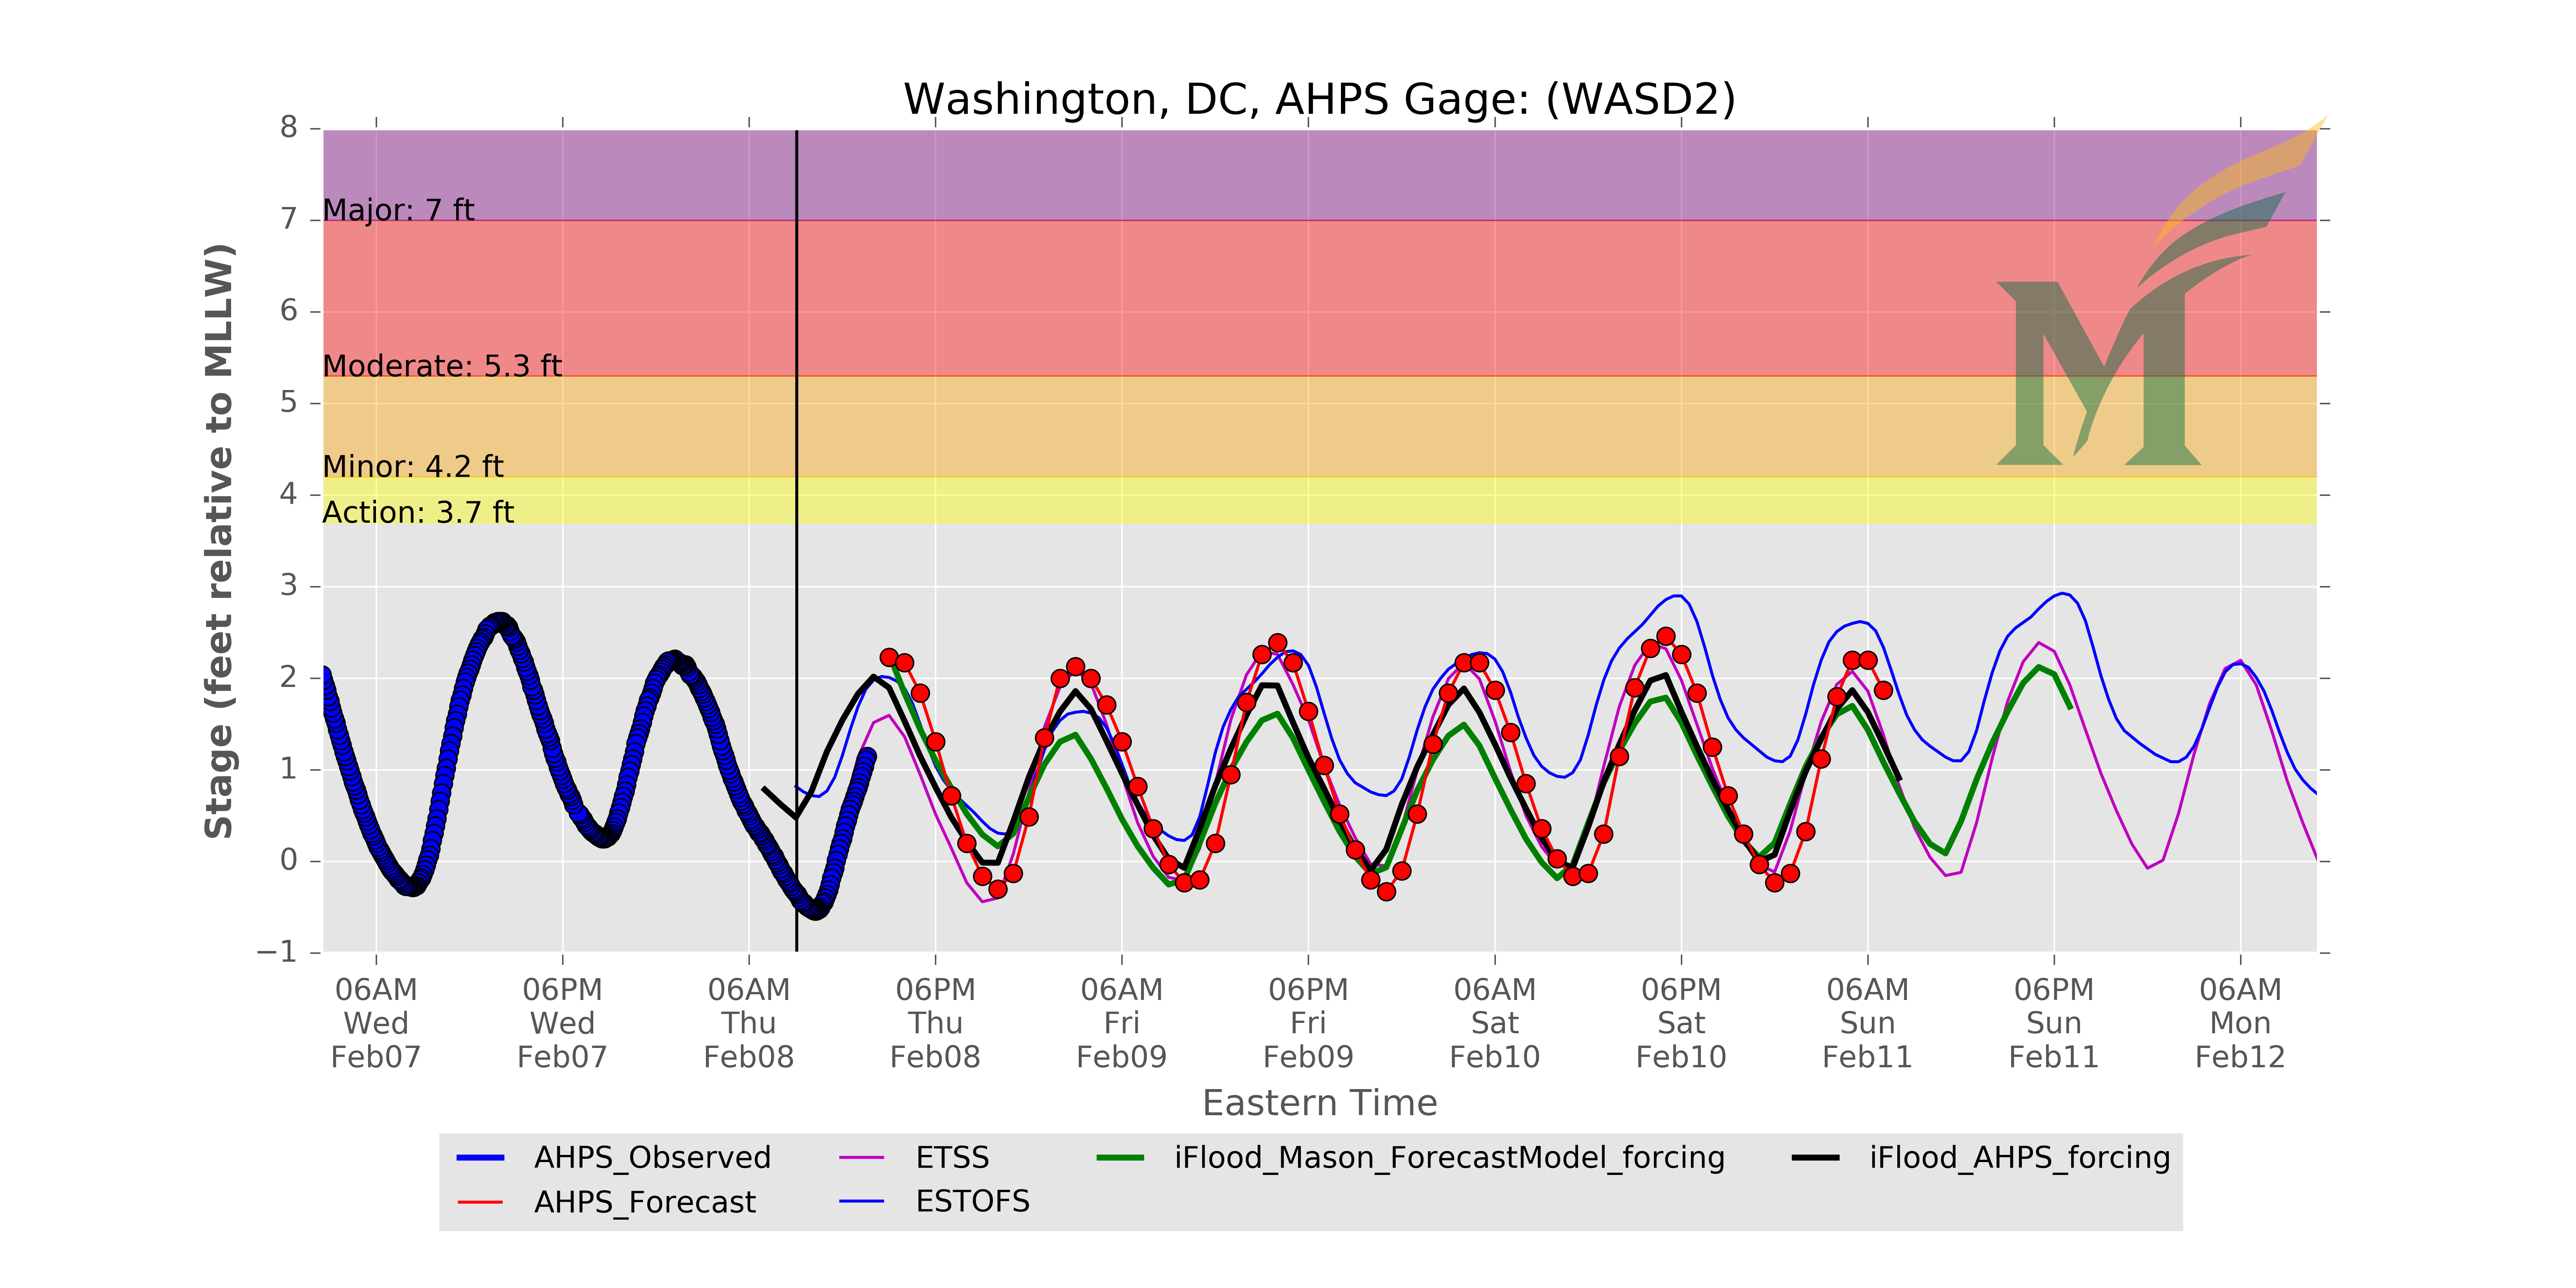 Washington, DC, AHPS Gage: (WASD2)
Stage (feet relative to MLLW)
8
7
6
5
4
3
2
1
0
−1
Major: 7 ft
Moderate: 5.3 ft
Minor: 4.2 ft
Action: 3.7 ft
06AM 06PM 06AM 06PM 06AM 06PM 06AM 06PM 06AM 06PM 06AM
Wed Wed Thu Thu Fri Fri Sat Sat Sun Sun Mon
Feb07 Feb07 Feb08 Feb08 Feb09 Feb09 Feb10 Feb10 Feb11 Feb11 Feb12
Eastern Time
AHPS_Observed ETSS iFlood_Mason_ForecastModel_forcing iFlood_AHPS_forcing
AHPS_Forecast ESTOFS
M